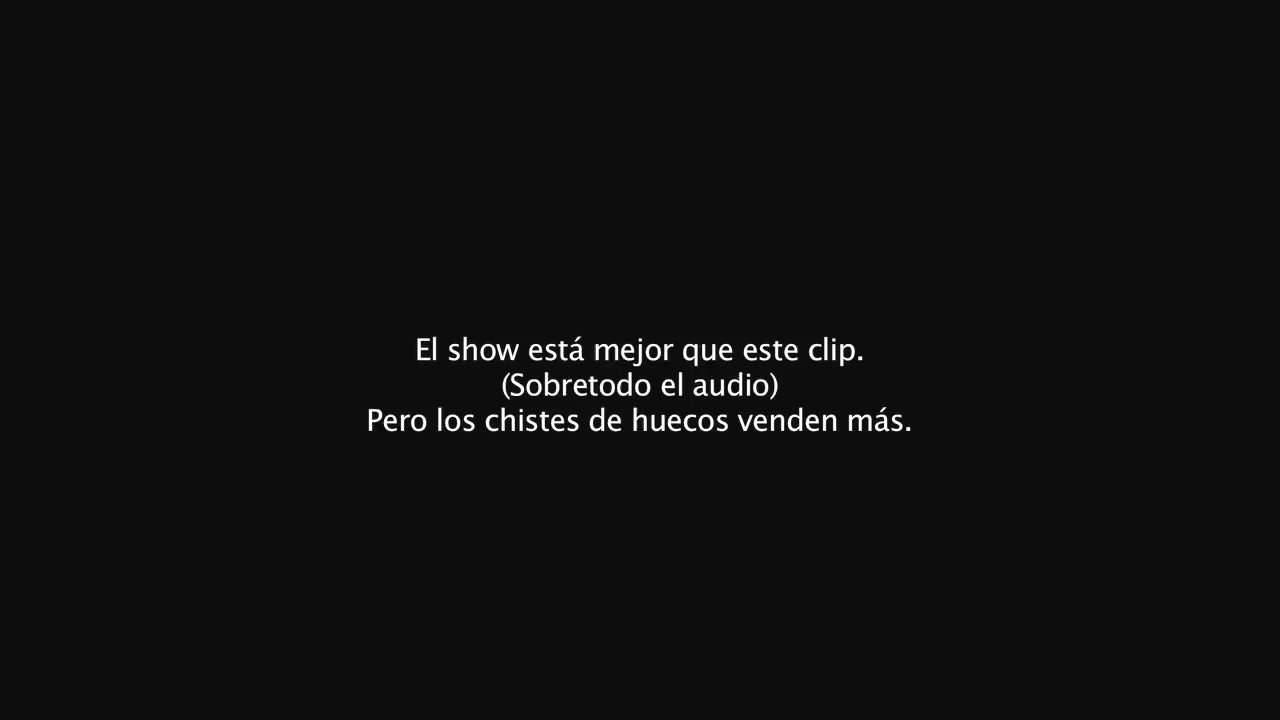 El show está mejor que este clip.
(Sobretodo el audio)
Pero los chistes de huecos venden más.